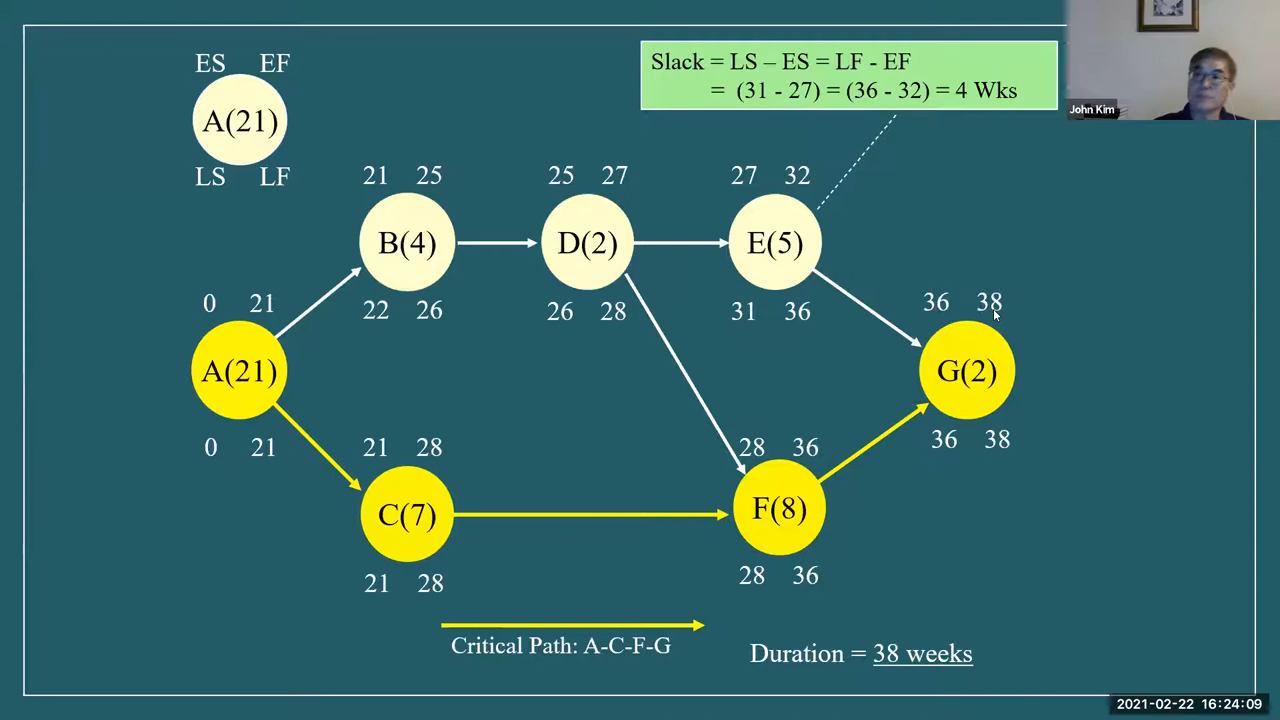 ES EF
A(21)
LS LF
Slack = LS – ES = LF - EF
= (31 - 27) = (36 - 32) = 4 Wks
John Kim
21 25
B(4)
22 26
25 27
D(2)
26 28
27 32
E(5)
31 36
0 21
A(21)
0 21
36 38
G(2)
36 38
21 28
C(7)
21 28
28 36
F(8)
28 36
Critical Path: A-C-F-G
Duration = 38 weeks
2021-02-22 16:24:09